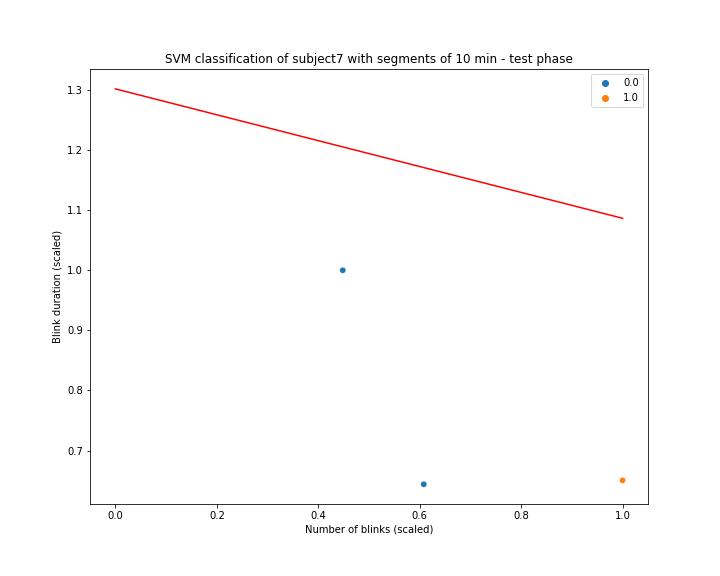 SVM classification of subject7 with segments of 10 min - test phase
0.0
1.0
1.3
1.2
1.1
1.0
0.9
0.8
0.7
Blink duration (scaled)
0.0 0.2 0.4 0.6 0.8 1.0
Number of blinks (scaled)